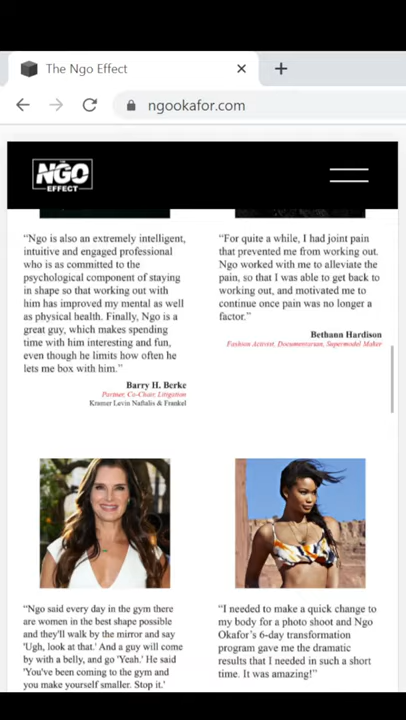 The Ngo Effect
ngookafor.com
THE
NGO
EFFECT
“Ngo is also an extremely intelligent,
intuitive and engaged professional
who is as committed to the
psychological component of staying
in shape so that working out with
him has improved my mental as well
as physical health. Finally, Ngo is a
great guy, which makes spending
time with him interesting and fun,
even though he limits how often he
lets me box with him.”
Barry H. Berke
Partner, Co-Chair, Litigation
Kramer Levin Naftalis & Frankel
“For quite a while, I had joint pain
that prevented me from working out.
Ngo worked with me to alleviate the
pain, so that I was able to get back to
working out, and motivated me to
continue once pain was no longer a
factor.”
Bethann Hardison
Fashion Activist, Documentarian, Supermodel Maker
“Ngo said every day in the gym there
are women in the best shape possible
and they'll walk by the mirror and say
'Ugh, look at that.' And a guy will come
by with a belly, and go 'Yeah.' He said
'You've been coming to the gym and
you make yourself smaller. Stop it.'
“I needed to make a quick change to
my body for a photo shoot and Ngo
Okafor’s 6-day transformation
program gave me the dramatic
results that I needed in such a short
time. It was amazing!”